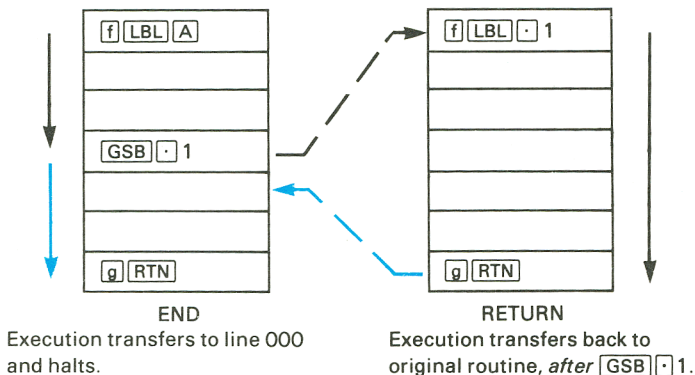 f LBL A
GSB · 1
g RTN
END
Execution transfers to line 000
and halts.
f LBL · 1
g RTN
RETURN
Execution transfers back to
original routine, after GSB · 1.